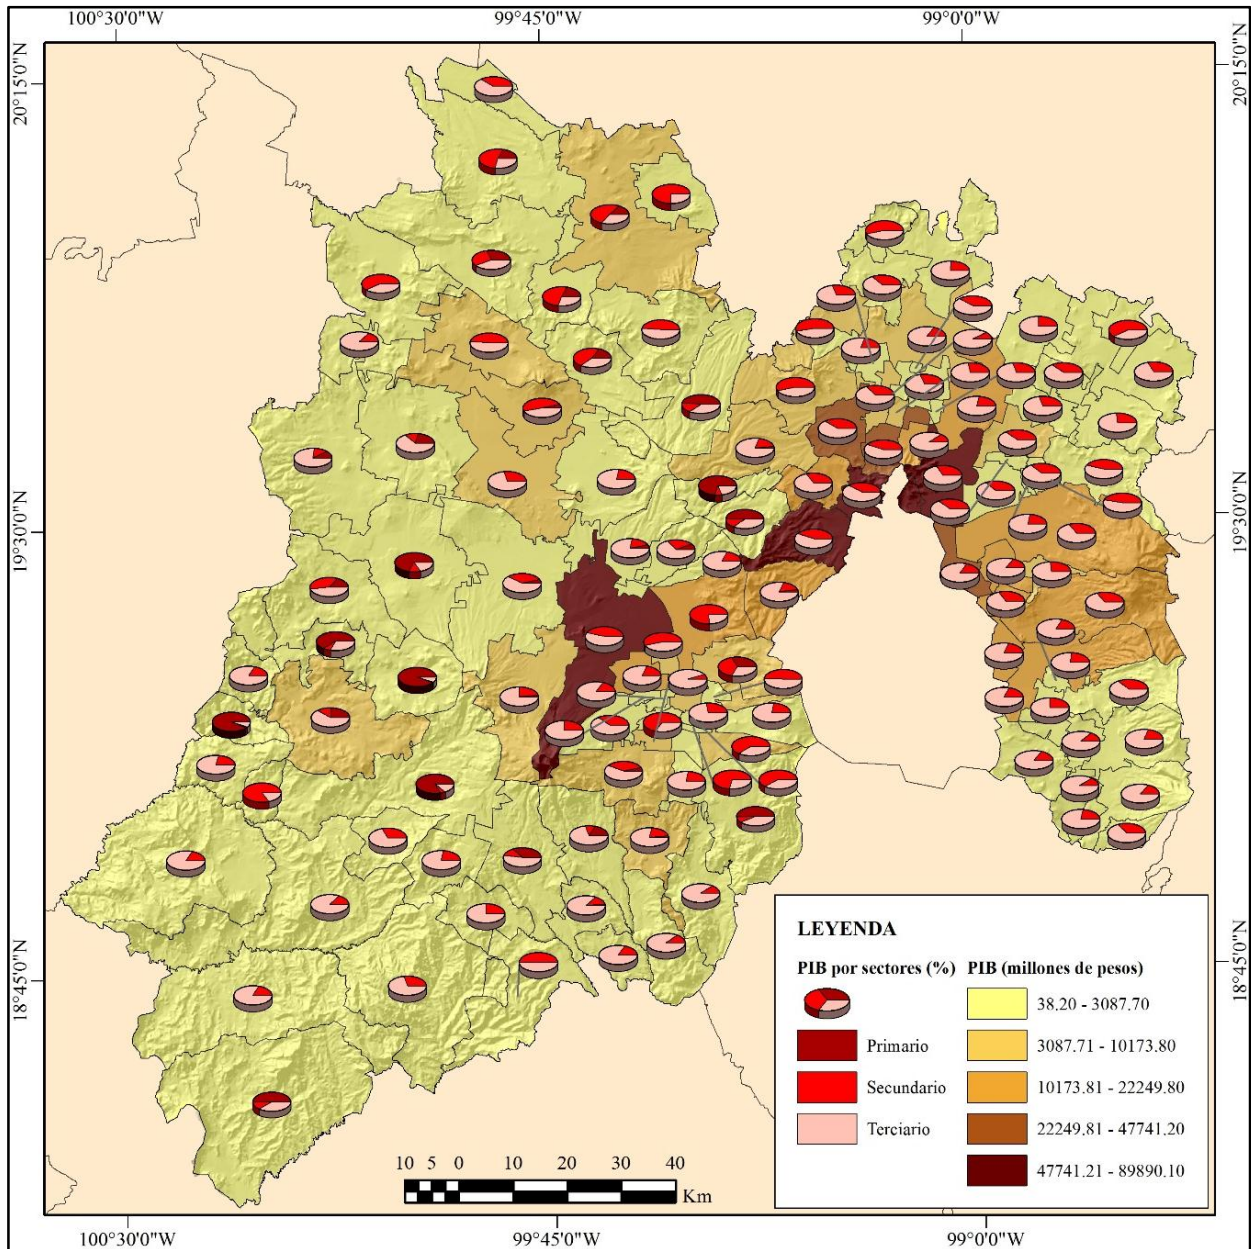 100°30'0"W 99°45'0"W 99°0'0"W
20°15'0"N 20°15'0"N
19°30'0"N 19°30'0"N
18°45'0"N 18°45'0"N
LEYENDA
PIB por sectores (%)
Primario
Secundario
Terciario
PIB (millones de pesos)
38.20 - 3087.70
3087.71 - 10173.80
10173.81 - 22249.80
22249.81 - 47741.20
47741.21 - 89890.10
10 5 0 10 20 30 40
Km
100°30'0"W 99°45'0"W 99°0'0"W